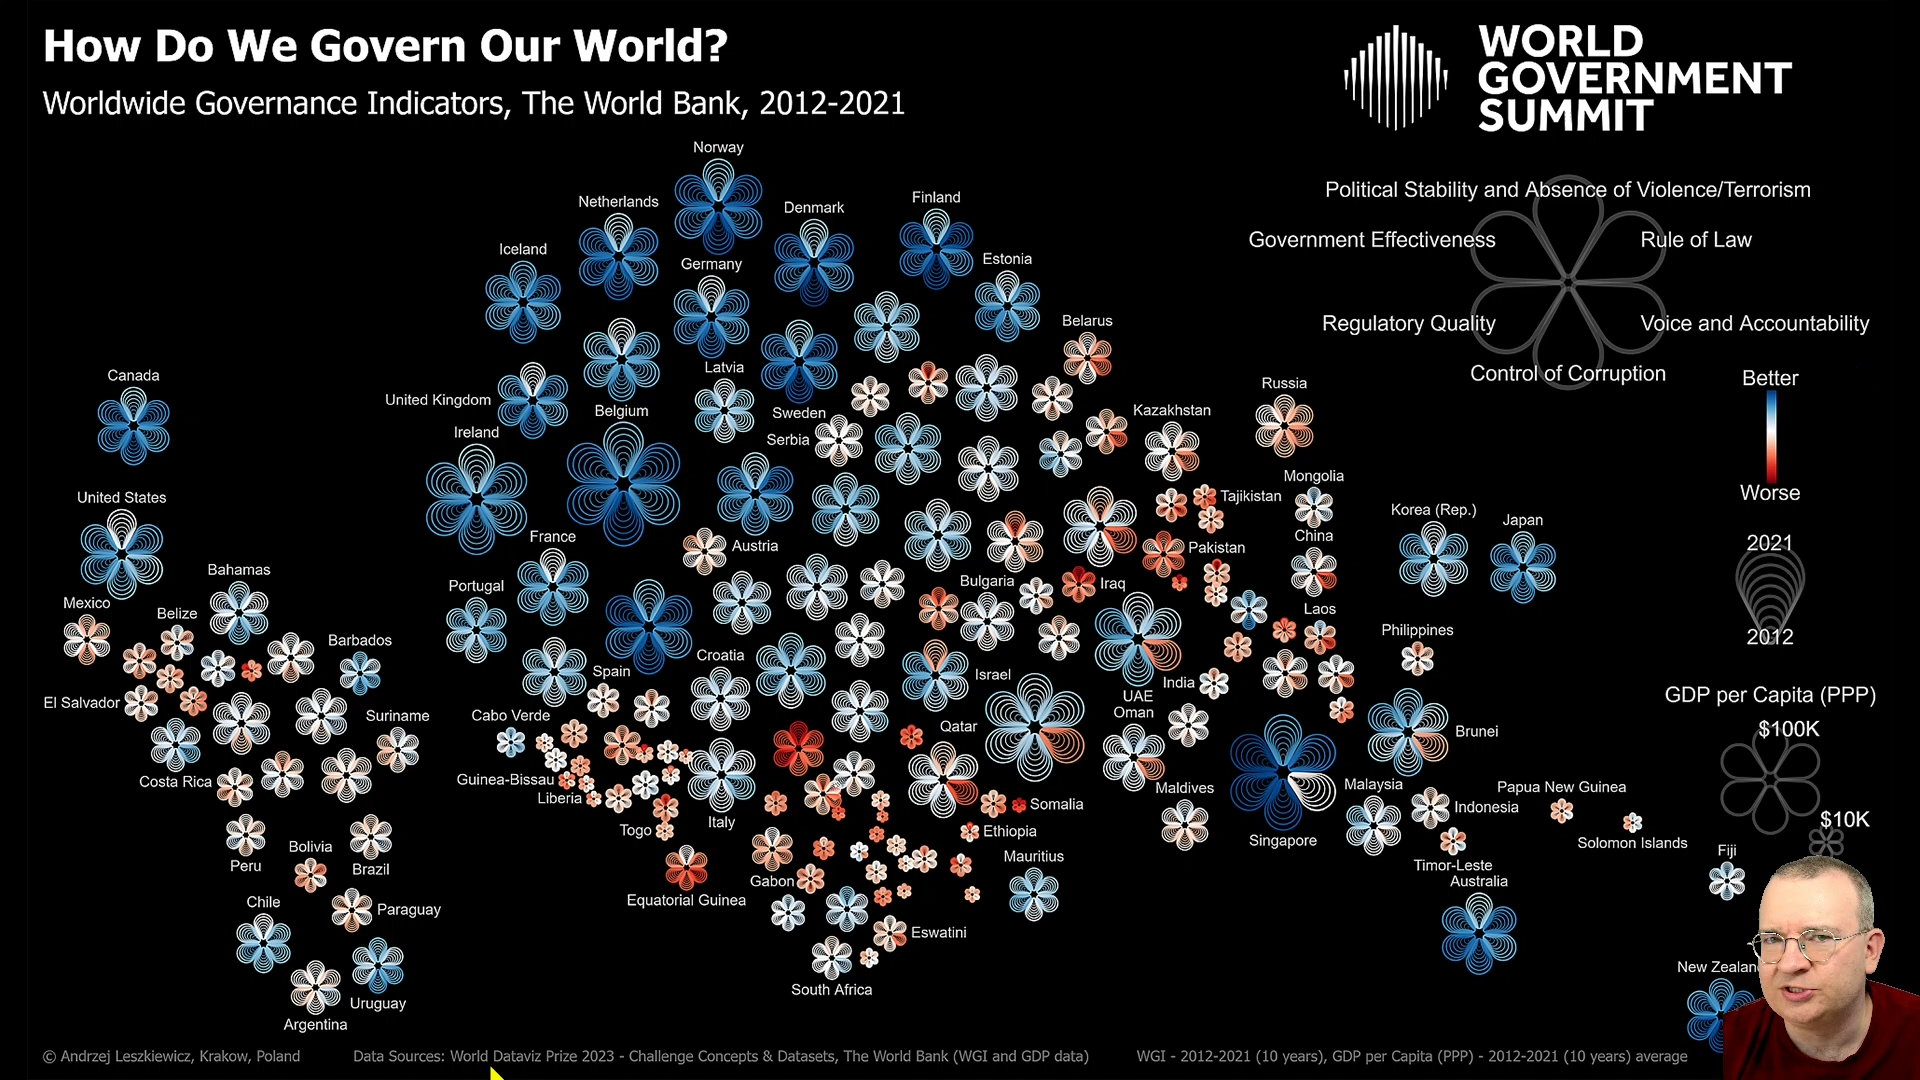 How Do We Govern Our World?
Worldwide Governance Indicators, The World Bank, 2012-2021
WORLD
GOVERNMENT
SUMMIT
Political Stability and Absence of Violence/Terrorism
Government Effectiveness
Rule of Law
Regulatory Quality
Voice and Accountability
Control of Corruption
Better
Worse
2021
2012
GDP per Capita (PPP)
$100K
$10K
Norway
Netherlands
Denmark
Finland
Iceland
Germany
Estonia
Belarus
Latvia
Canada
United Kingdom
Belgium
Sweden
Russia
Ireland
Serbia
Kazakhstan
Mongolia
United States
Tajikistan
Korea (Rep.)
Japan
France
Austria
Pakistan
China
Bahamas
Portugal
Bulgaria
Iraq
Mexico
Belize
Laos
Barbados
Philippines
Spain
Croatia
Israel
India
El Salvador
UAE
Oman
Suriname
Cabo Verde
Qatar
Brunei
Costa Rica
Guinea-Bissau
Liberia
Somalia
Maldives
Malaysia
Indonesia
Papua New Guinea
Togo
Italy
Ethiopia
Singapore
Solomon Islands
Peru
Bolivia
Brazil
Mauritius
Timor-Leste
Fiji
Gabon
Australia
Equatorial Guinea
Chile
Paraguay
Eswatini
New Zealan
South Africa
Uruguay
Argentina
© Andrzej Leszkiewicz, Krakow, Poland
Data Sources: World Dataviz Prize 2023 - Challenge Concepts & Datasets, The World Bank (WGI and GDP data)
WGI - 2012-2021 (10 years), GDP per Capita (PPP) - 2012-2021 (10 years) average